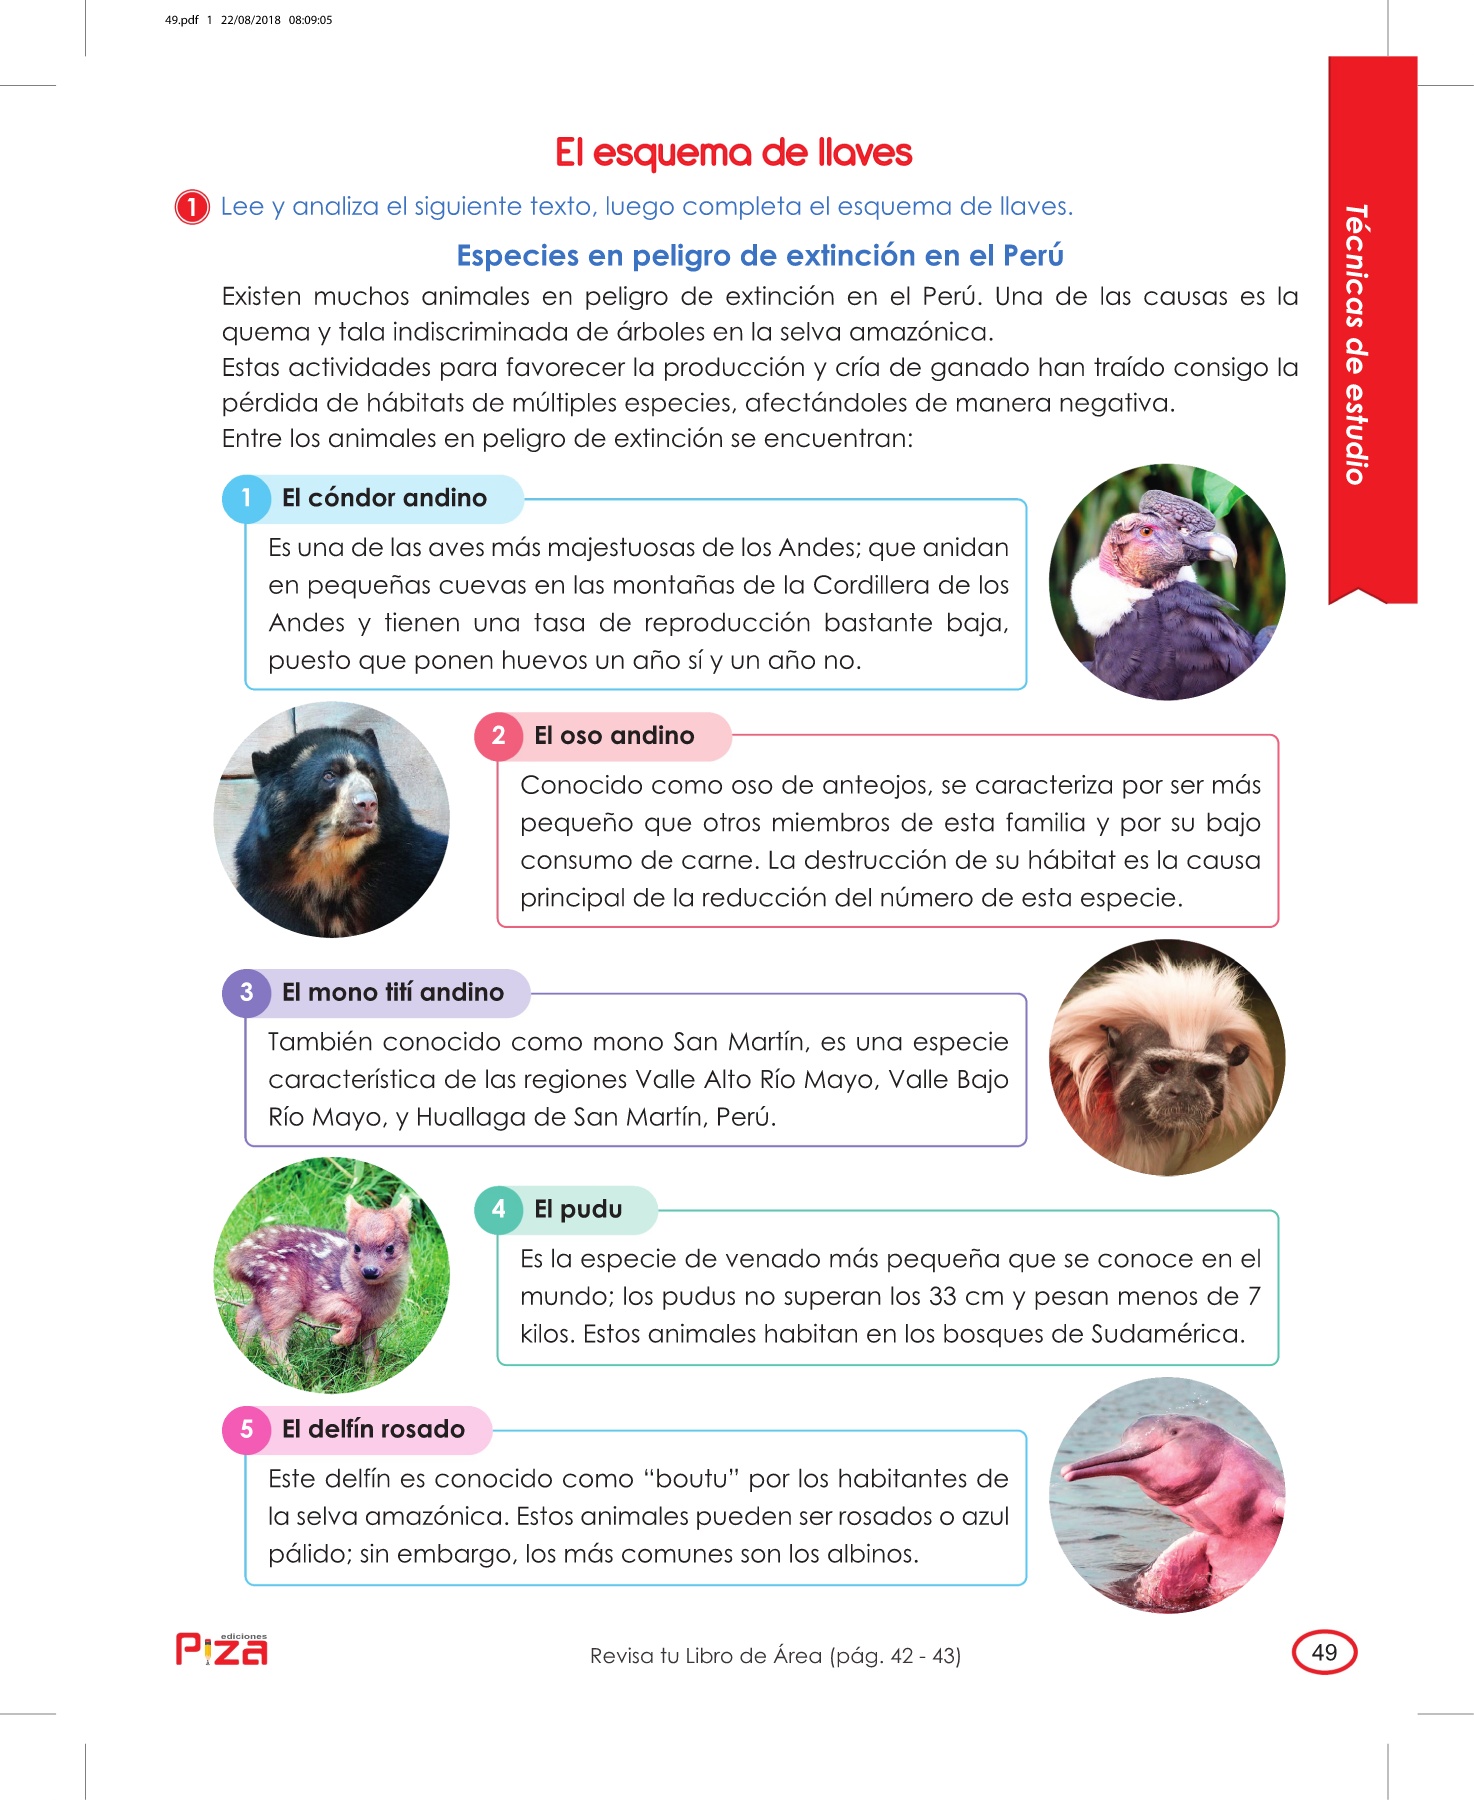 49.pdf 1 22/08/2018 08:09:05
El esquema de llaves
1 Lee y analiza el siguiente texto, luego completa el esquema de llaves.
Especies en peligro de extinción en el Perú
Existen muchos animales en peligro de extinción en el Perú. Una de las causas es la
quema y tala indiscriminada de árboles en la selva amazónica.
Estas actividades para favorecer la producción y cría de ganado han traído consigo la
pérdida de hábitats de múltiples especies, afectándoles de manera negativa.
Entre los animales en peligro de extinción se encuentran:
1 El cóndor andino
Es una de las aves más majestuosas de los Andes; que anidan
en pequeñas cuevas en las montañas de la Cordillera de los
Andes y tienen una tasa de reproducción bastante baja,
puesto que ponen huevos un año sí y un año no.
2 El oso andino
Conocido como oso de anteojos, se caracteriza por ser más
pequeño que otros miembros de esta familia y por su bajo
consumo de carne. La destrucción de su hábitat es la causa
principal de la reducción del número de esta especie.
3 El mono tití andino
También conocido como mono San Martín, es una especie
característica de las regiones Valle Alto Río Mayo, Valle Bajo
Río Mayo, y Huallaga de San Martín, Perú.
4 El pudu
Es la especie de venado más pequeña que se conoce en el
mundo; los pudus no superan los 33 cm y pesan menos de 7
kilos. Estos animales habitan en los bosques de Sudamérica.
5 El delfín rosado
Este delfín es conocido como “boutu” por los habitantes de
la selva amazónica. Estos animales pueden ser rosados o azul
pálido; sin embargo, los más comunes son los albinos.
Técnicas de estudio
ediciones
Piza
Revisa tu Libro de Área (pág. 42 - 43)
49